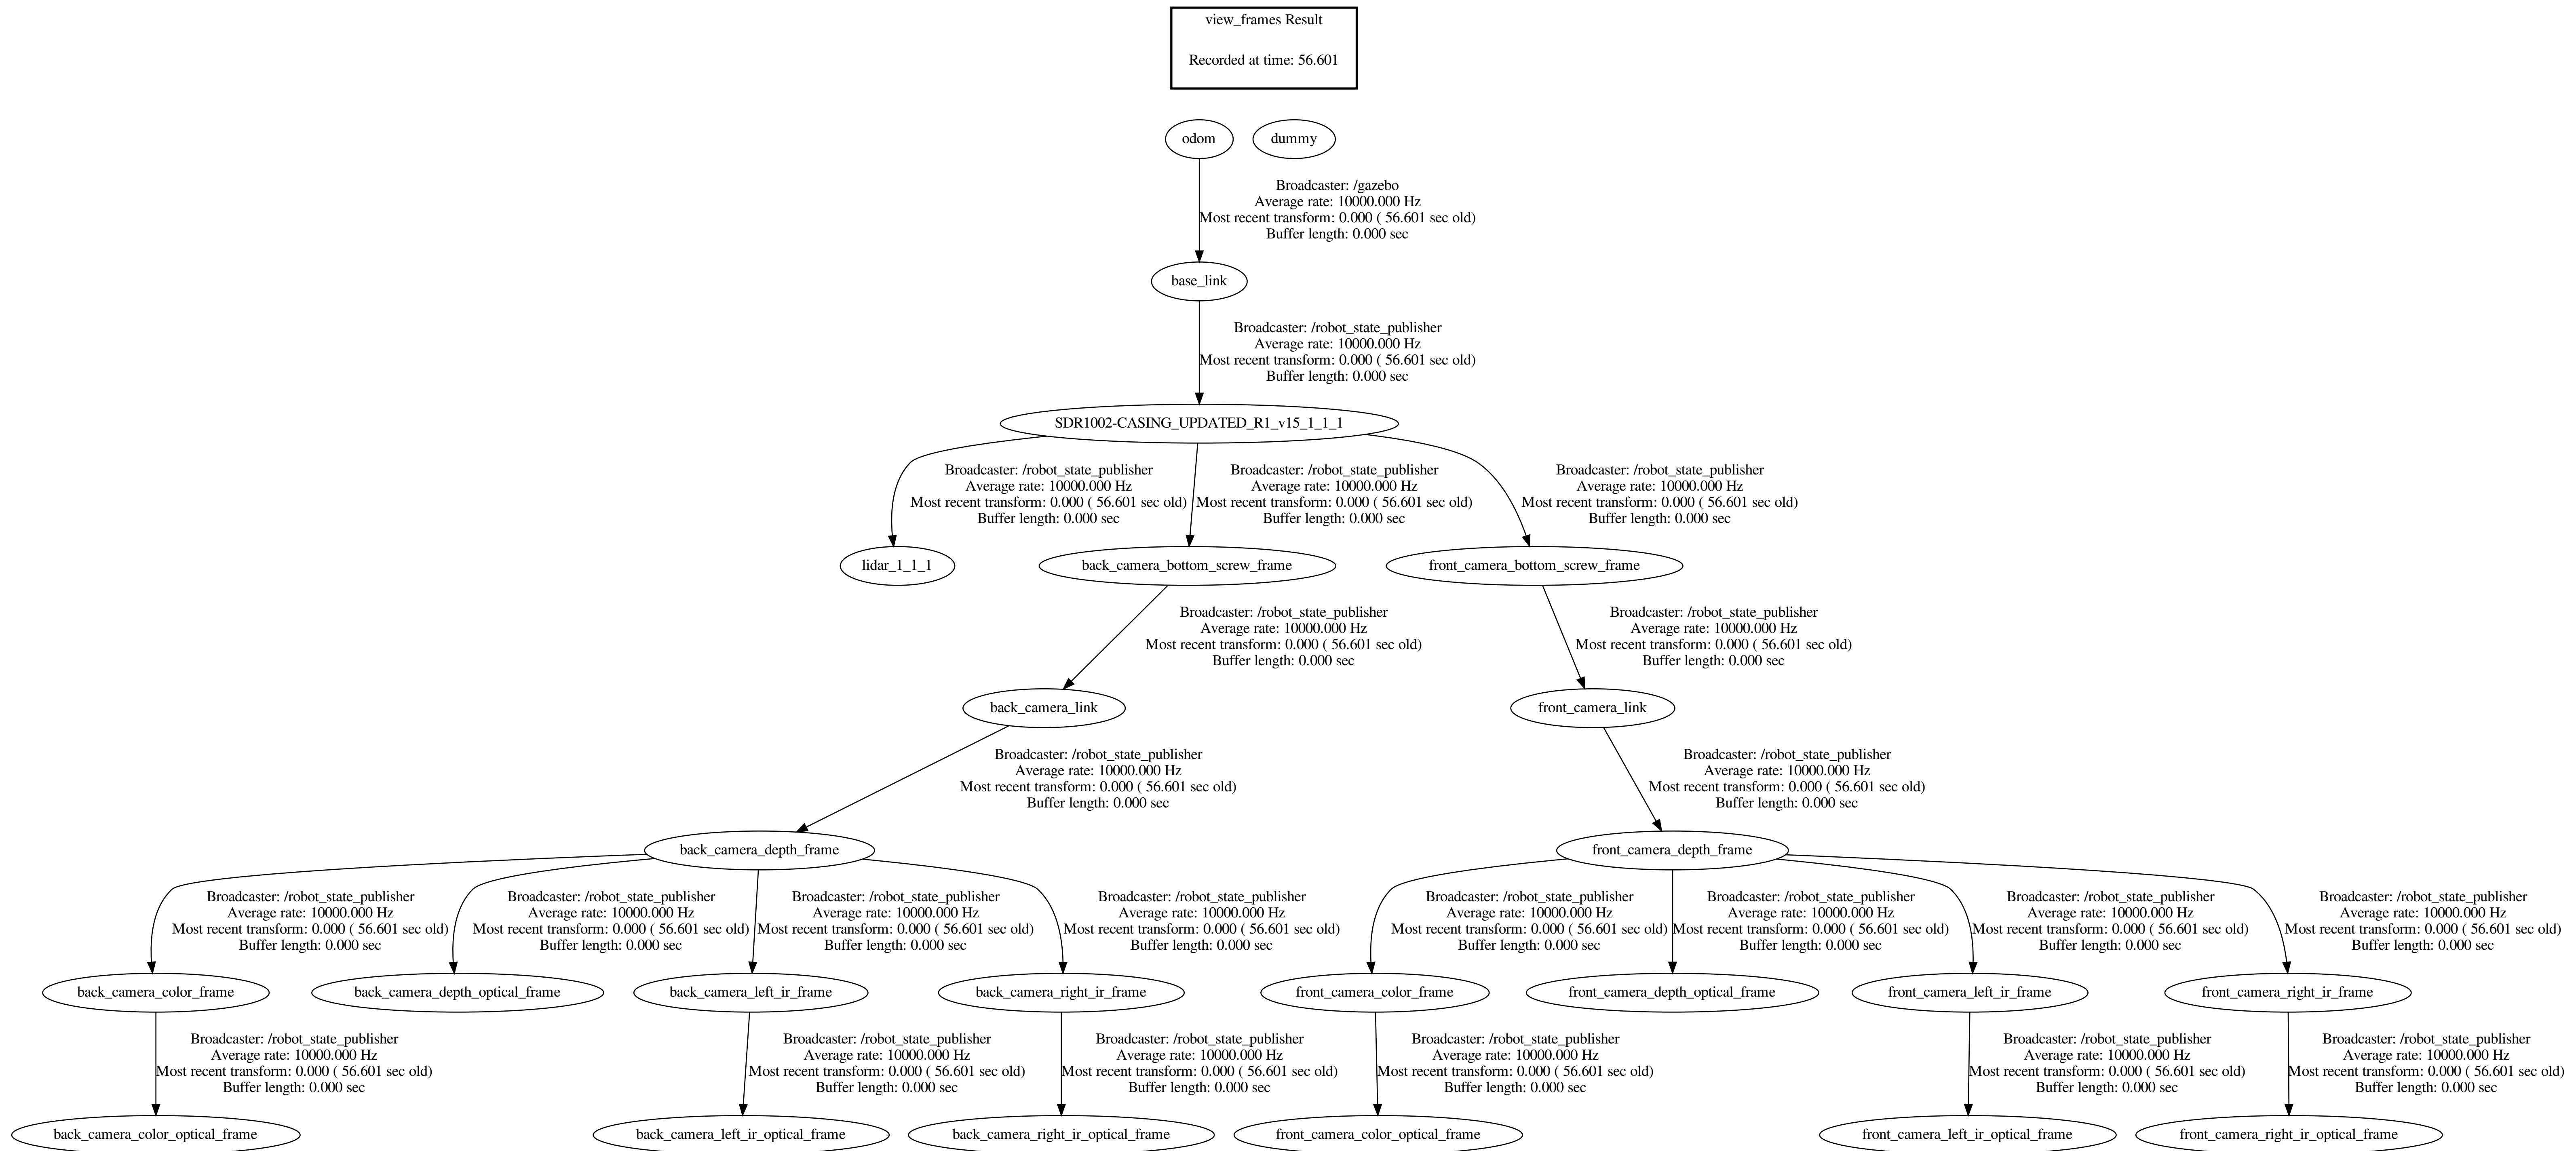 view_frames Result
Recorded at time: 56.601
odom
dummy
Broadcaster: /gazebo
Average rate: 10000.000 Hz
Most recent transform: 0.000 ( 56.601 sec old)
Buffer length: 0.000 sec
base_link
Broadcaster: /robot_state_publisher
Average rate: 10000.000 Hz
Most recent transform: 0.000 ( 56.601 sec old)
Buffer length: 0.000 sec
SDR1002-CASING_UPDATED_R1_v15_1_1_1
Broadcaster: /robot_state_publisher
Average rate: 10000.000 Hz
Most recent transform: 0.000 ( 56.601 sec old)
Buffer length: 0.000 sec
Broadcaster: /robot_state_publisher
Average rate: 10000.000 Hz
Most recent transform: 0.000 ( 56.601 sec old)
Buffer length: 0.000 sec
Broadcaster: /robot_state_publisher
Average rate: 10000.000 Hz
Most recent transform: 0.000 ( 56.601 sec old)
Buffer length: 0.000 sec
lidar_1_1_1
back_camera_bottom_screw_frame
front_camera_bottom_screw_frame
Broadcaster: /robot_state_publisher
Average rate: 10000.000 Hz
Most recent transform: 0.000 ( 56.601 sec old)
Buffer length: 0.000 sec
Broadcaster: /robot_state_publisher
Average rate: 10000.000 Hz
Most recent transform: 0.000 ( 56.601 sec old)
Buffer length: 0.000 sec
back_camera_link
front_camera_link
Broadcaster: /robot_state_publisher
Average rate: 10000.000 Hz
Most recent transform: 0.000 ( 56.601 sec old)
Buffer length: 0.000 sec
Broadcaster: /robot_state_publisher
Average rate: 10000.000 Hz
Most recent transform: 0.000 ( 56.601 sec old)
Buffer length: 0.000 sec
back_camera_depth_frame
front_camera_depth_frame
Broadcaster: /robot_state_publisher
Average rate: 10000.000 Hz
Most recent transform: 0.000 ( 56.601 sec old)
Buffer length: 0.000 sec
Broadcaster: /robot_state_publisher
Average rate: 10000.000 Hz
Most recent transform: 0.000 ( 56.601 sec old)
Buffer length: 0.000 sec
Broadcaster: /robot_state_publisher
Average rate: 10000.000 Hz
Most recent transform: 0.000 ( 56.601 sec old)
Buffer length: 0.000 sec
Broadcaster: /robot_state_publisher
Average rate: 10000.000 Hz
Most recent transform: 0.000 ( 56.601 sec old)
Buffer length: 0.000 sec
Broadcaster: /robot_state_publisher
Average rate: 10000.000 Hz
Most recent transform: 0.000 ( 56.601 sec old)
Buffer length: 0.000 sec
Broadcaster: /robot_state_publisher
Average rate: 10000.000 Hz
Most recent transform: 0.000 ( 56.601 sec old)
Buffer length: 0.000 sec
Broadcaster: /robot_state_publisher
Average rate: 10000.000 Hz
Most recent transform: 0.000 ( 56.601 sec old)
Buffer length: 0.000 sec
Broadcaster: /robot_state_publisher
Average rate: 10000.000 Hz
Most recent transform: 0.000 ( 56.601 sec old)
Buffer length: 0.000 sec
back_camera_color_frame
back_camera_depth_optical_frame
back_camera_left_ir_frame
back_camera_right_ir_frame
front_camera_color_frame
front_camera_depth_optical_frame
front_camera_left_ir_frame
front_camera_right_ir_frame
Broadcaster: /robot_state_publisher
Average rate: 10000.000 Hz
Most recent transform: 0.000 ( 56.601 sec old)
Buffer length: 0.000 sec
Broadcaster: /robot_state_publisher
Average rate: 10000.000 Hz
Most recent transform: 0.000 ( 56.601 sec old)
Buffer length: 0.000 sec
Broadcaster: /robot_state_publisher
Average rate: 10000.000 Hz
Most recent transform: 0.000 ( 56.601 sec old)
Buffer length: 0.000 sec
Broadcaster: /robot_state_publisher
Average rate: 10000.000 Hz
Most recent transform: 0.000 ( 56.601 sec old)
Buffer length: 0.000 sec
Broadcaster: /robot_state_publisher
Average rate: 10000.000 Hz
Most recent transform: 0.000 ( 56.601 sec old)
Buffer length: 0.000 sec
Broadcaster: /robot_state_publisher
Average rate: 10000.000 Hz
Most recent transform: 0.000 ( 56.601 sec old)
Buffer length: 0.000 sec
back_camera_color_optical_frame
back_camera_left_ir_optical_frame
back_camera_right_ir_optical_frame
front_camera_color_optical_frame
front_camera_left_ir_optical_frame
front_camera_right_ir_optical_frame